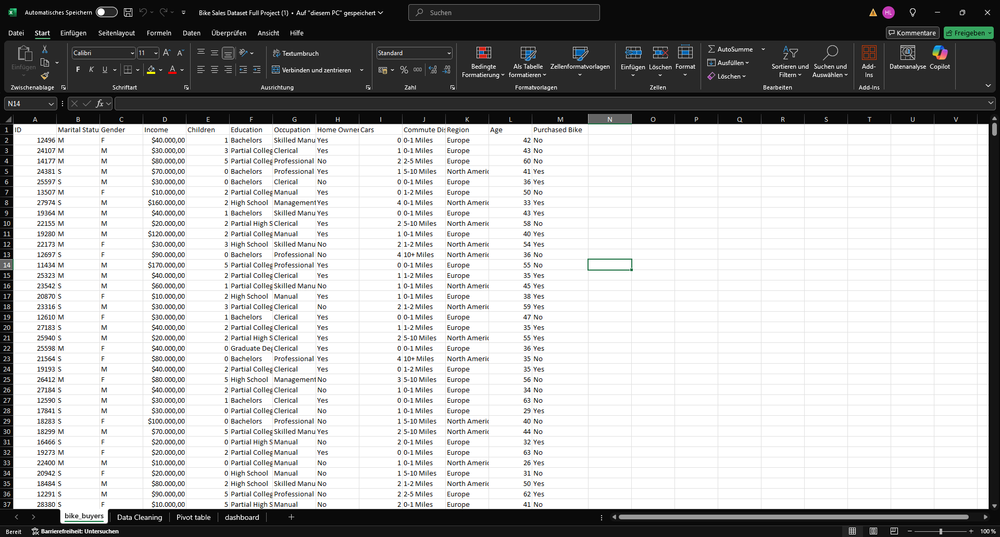 Automatisches Speichern
Bike Sales Dataset Full Project (1) • Auf "diesem PC" gespeichert
Suchen
HL
Datei Start Einfügen Seitenlayout Formeln Daten Überprüfen Ansicht Hilfe
Kommentare Freigeben
Einfügen
Zwischenablage
Calibri 11
F K U
Schriftart
Textumbruch
Verbinden und zentrieren
Ausrichtung
Standard
% 000
Zahl
Bedingte Formatierung
Als Tabelle formatieren
Zellenformatvorlagen
Formatvorlagen
Einfügen Löschen Format
Zellen
AutoSumme
Ausfüllen
Löschen
Sortieren und Filtern
Suchen und Auswählen
Bearbeiten
Add-Ins
Add-Ins
Datenanalyse Copilot
N14 fx
A B C D E F G H I J K L M N O P Q R S T U V
1 ID Marital Statu Gender Income Children Education Occupation Home Owner Cars Commute Dis Region Age Purchased Bike
2 12496 M F $40.000,00 1 Bachelors Skilled Manu Yes 0 0-1 Miles Europe 42 No
3 24107 M M $30.000,00 3 Partial Colleg Clerical Yes 1 0-1 Miles Europe 43 No
4 14177 M M $80.000,00 5 Partial Colleg Professional No 2 2-5 Miles Europe 60 No
5 24381 S M $70.000,00 0 Bachelors Professional Yes 1 5-10 Miles North Americ 41 Yes
6 25597 S M $30.000,00 0 Bachelors Clerical No 0 0-1 Miles Europe 36 Yes
7 13507 M F $10.000,00 2 Partial Colleg Manual Yes 0 1-2 Miles Europe 50 No
8 27974 S M $160.000,00 2 High School Management Yes 4 0-1 Miles North Americ 33 Yes
9 19364 M M $40.000,00 1 Bachelors Skilled Manu Yes 0 0-1 Miles Europe 43 Yes
10 22155 M M $20.000,00 2 Partial High S Clerical Yes 2 5-10 Miles North Americ 58 No
11 19280 M M $120.000,00 2 Partial Colleg Manual Yes 1 0-1 Miles Europe 40 Yes
12 22173 M F $30.000,00 3 High School Skilled Manu No 2 1-2 Miles North Americ 54 Yes
13 12697 S F $90.000,00 0 Bachelors Professional No 4 10+ Miles North Americ 36 No
14 11434 M M $170.000,00 5 Partial Colleg Professional Yes 0 0-1 Miles Europe 55 No
15 25323 M M $40.000,00 2 Partial Colleg Clerical Yes 1 1-2 Miles Europe 35 Yes
16 23542 S M $60.000,00 1 Partial Colleg Skilled Manu No 1 0-1 Miles North Americ 45 Yes
17 20870 S F $10.000,00 2 High School Manual Yes 1 0-1 Miles Europe 38 Yes
18 23316 S M $30.000,00 3 Partial Colleg Clerical No 2 1-2 Miles North Americ 59 Yes
19 12610 M F $30.000,00 1 Bachelors Clerical Yes 0 0-1 Miles Europe 47 No
20 27183 S M $40.000,00 2 Partial Colleg Clerical Yes 1 1-2 Miles Europe 35 Yes
21 25940 S M $20.000,00 2 Partial High S Clerical Yes 2 5-10 Miles North Americ 55 Yes
22 25598 M F $40.000,00 0 Graduate Deg Clerical Yes 0 0-1 Miles Europe 36 Yes
23 21564 S F $80.000,00 0 Bachelors Professional Yes 4 10+ Miles North Americ 35 No
24 19193 S M $40.000,00 2 Partial Colleg Clerical Yes 0 1-2 Miles Europe 35 Yes
25 26412 M F $80.000,00 5 High School Management No 3 5-10 Miles Europe 56 No
26 27184 S M $40.000,00 2 Partial Colleg Clerical No 1 0-1 Miles Europe 34 No
27 12590 S M $30.000,00 1 Bachelors Clerical Yes 0 0-1 Miles Europe 63 No
28 17841 S M $30.000,00 0 Partial Colleg Clerical No 1 0-1 Miles Europe 29 Yes
29 18283 S F $100.000,00 0 Bachelors Professional No 1 5-10 Miles North Americ 40 No
30 18299 M M $70.000,00 5 Partial Colleg Skilled Manu Yes 2 5-10 Miles North Americ 44 No
31 16466 S F $20.000,00 0 Partial High S Manual No 2 0-1 Miles Europe 32 Yes
32 19273 M F $20.000,00 2 Partial Colleg Manual Yes 0 0-1 Miles Europe 63 No
33 22400 M M $10.000,00 0 Partial Colleg Manual No 1 0-1 Miles North Americ 26 Yes
34 20942 S F $20.000,00 0 High School Manual No 1 5-10 Miles Europe 31 No
35 18484 S M $80.000,00 2 High School Skilled Manu No 2 1-2 Miles North Americ 50 Yes
36 12291 S M $90.000,00 5 Partial Colleg Professional No 2 2-5 Miles Europe 62 Yes
37 28380 S F $10.000,00 5 Partial High S Manual No 2 0-1 Miles Europe 41 No
bike_buyers Data Cleaning Pivot table dashboard
Bereit Barrierefreiheit: Untersuchen 100 %